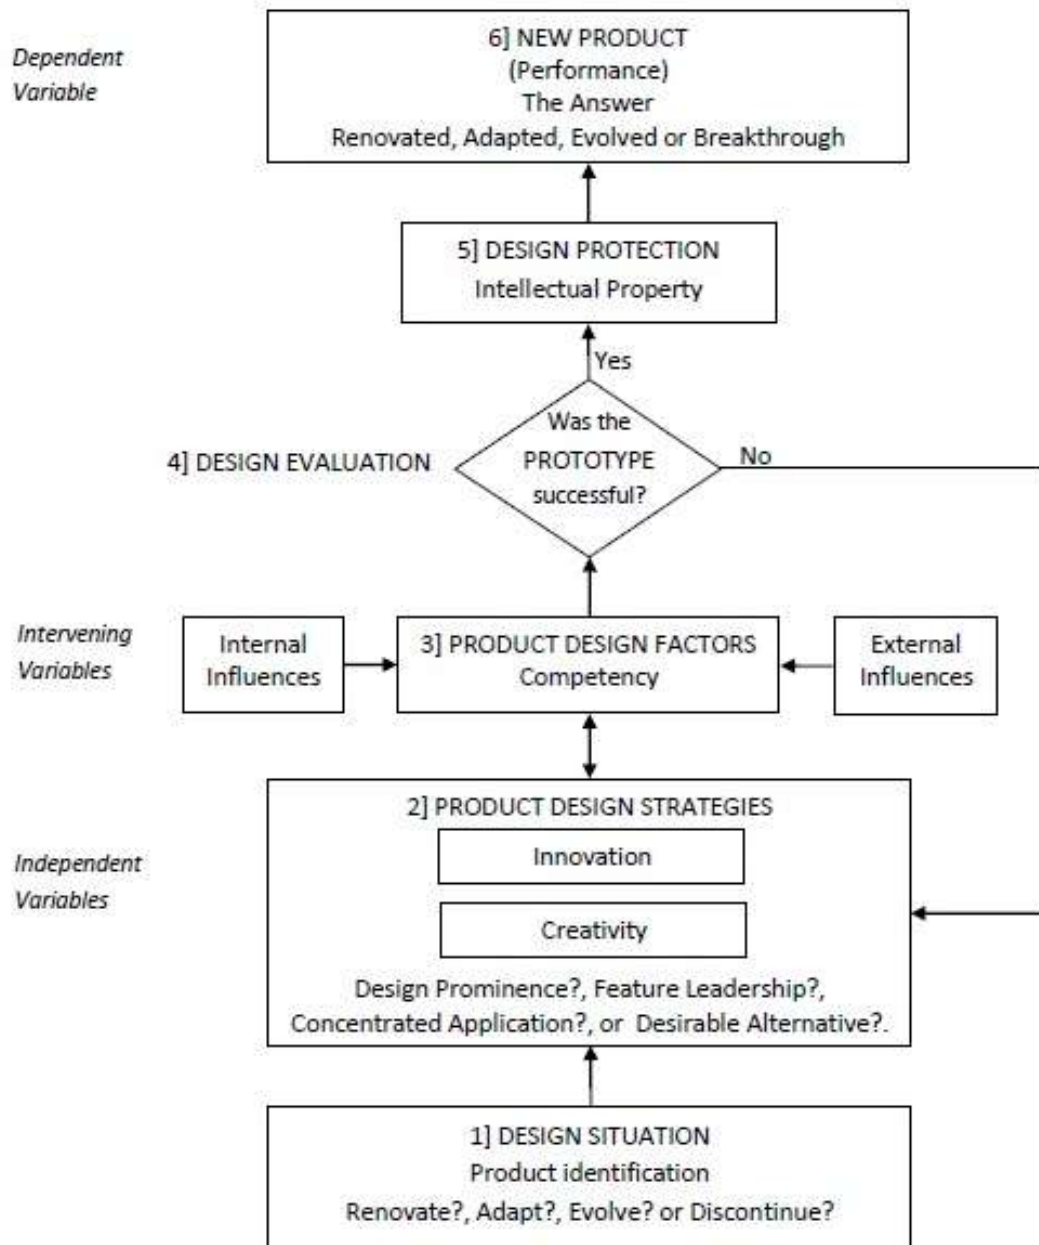 Dependent
Variable
6] NEW PRODUCT
(Performance)
The Answer
Renovated, Adapted, Evolved or Breakthrough
5] DESIGN PROTECTION
Intellectual Property
Yes
4] DESIGN EVALUATION
Was the
PROTOTYPE
successful?
No
Intervening
Variables
Internal
Influences
3] PRODUCT DESIGN FACTORS
Competency
External
Influences
Independent
Variables
2] PRODUCT DESIGN STRATEGIES
Innovation
Creativity
Design Prominence?, Feature Leadership?,
Concentrated Application?, or Desirable Alternative?.
1] DESIGN SITUATION
Product identification
Renovate?, Adapt?, Evolve? or Discontinue?